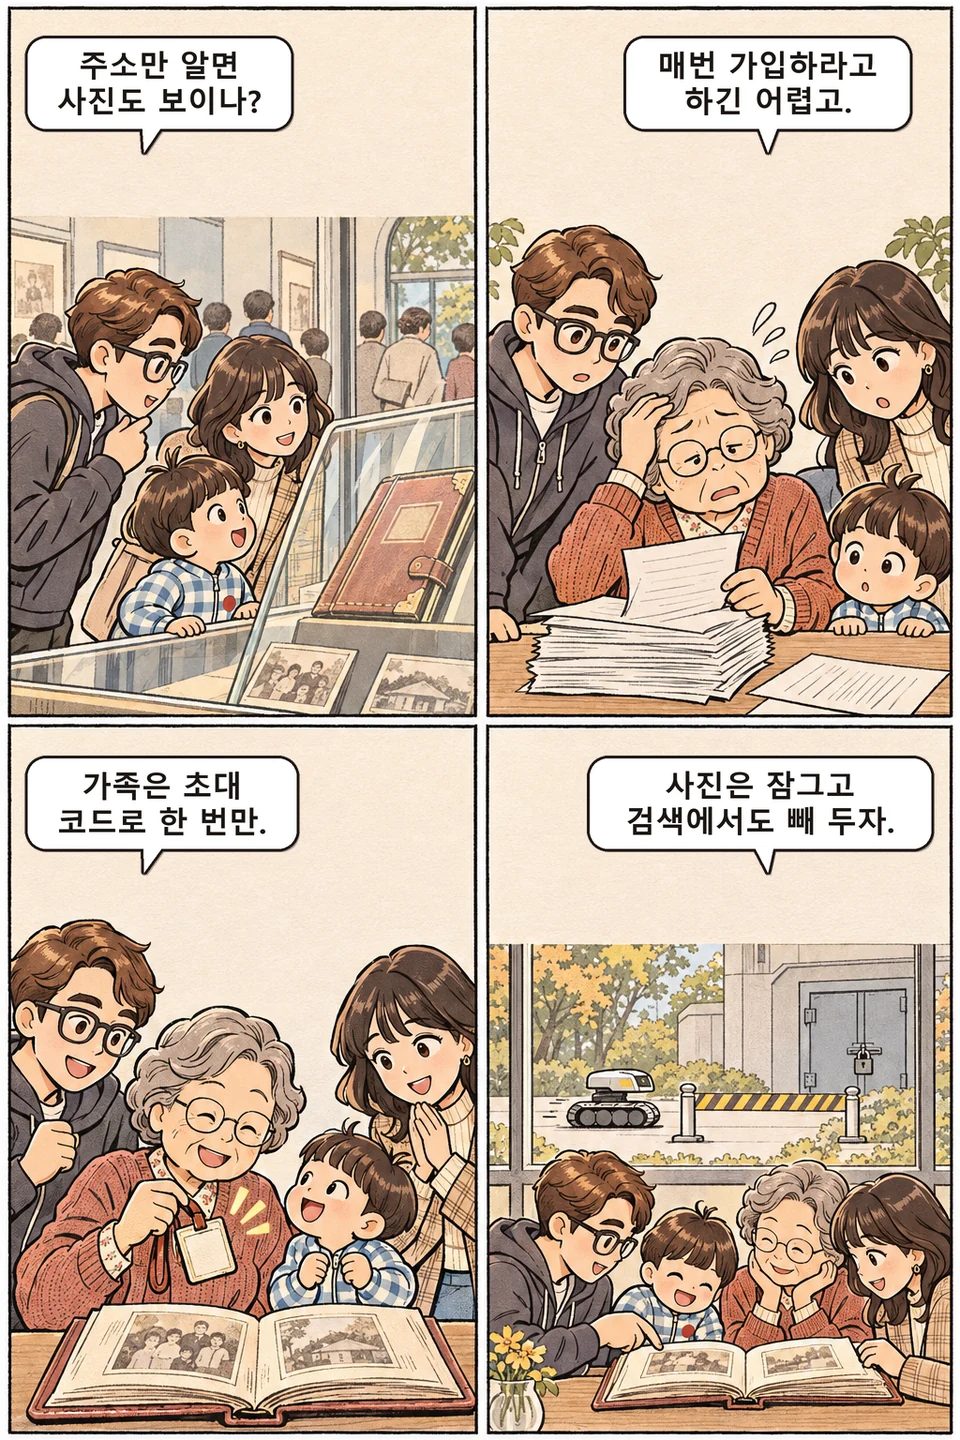 주소만 알면
사진도 보이나?
매번 가입하라고
하긴 어렵고.
가족은 초대
코드로 한 번만.
사진은 잠그고
검색에서도 빼 두자.